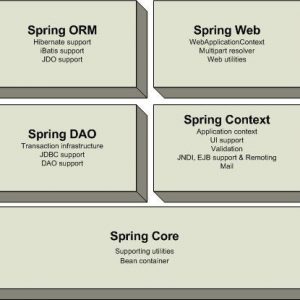 Spring ORM
Hibernate support
iBatis support
JDO support
Spring Web
WebApplicationContext
Multipart resolver
Web utilities
Spring DAO
Transaction infrastructure
JDBC support
DAO support
Spring Context
Application context
UI support
Validation
JNDI, EJB support & Remoting
Mail
Spring Core
Supporting utilities
Bean container